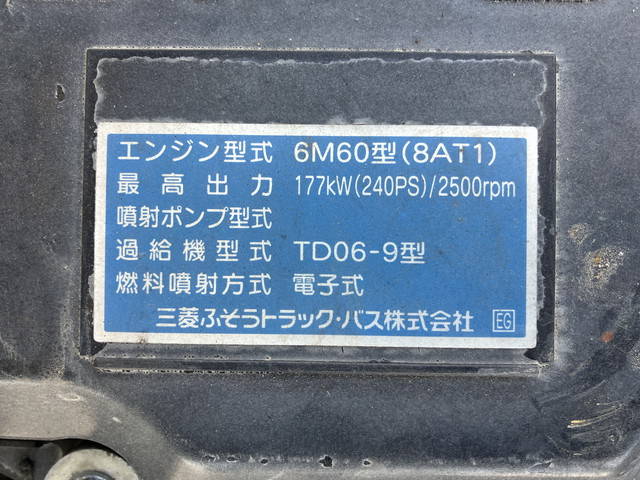 エンジン型式 6M60型(8AT1)
最高出力 177kW(240PS)/2500rpm
噴射ポンプ型式
過給機型式 TD06-9型
燃料噴射方式 電子式
三菱ふそうトラック・バス株式会社 EG